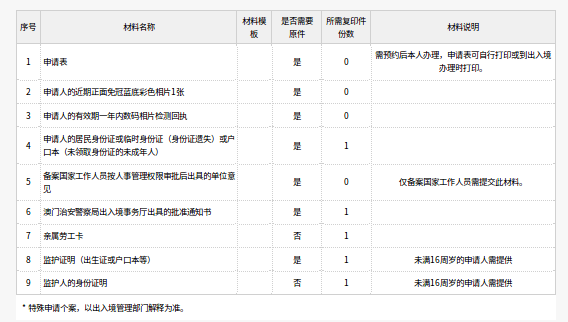 序号 材料名称 材料模板 是否需要原件 所需复印件份数 材料说明
1 申请表 是 0 需预约后本人办理，申请表可自行打印或到出入境办理时打印。
2 申请人的近期正面免冠蓝底彩色相片1张 是 0
3 申请人的有效期一年内数码相片检测回执 是 0
4 申请人的居民身份证或临时身份证（身份证遗失）或户口本（未领取身份证的未成年人） 是 1
5 备案国家工作人员按人事管理权限审批后出具的单位意见 是 0 仅备案国家工作人员需提交此材料。
6 澳门治安警察局出入境事务厅出具的批准通知书 是 1
7 亲属劳工卡 否 1
8 监护证明（出生证或户口本等） 是 1 未满16周岁的申请人需提供
9 监护人的身份证明 否 1 未满16周岁的申请人需提供
* 特殊申请个案，以出入境管理部门解释为准。